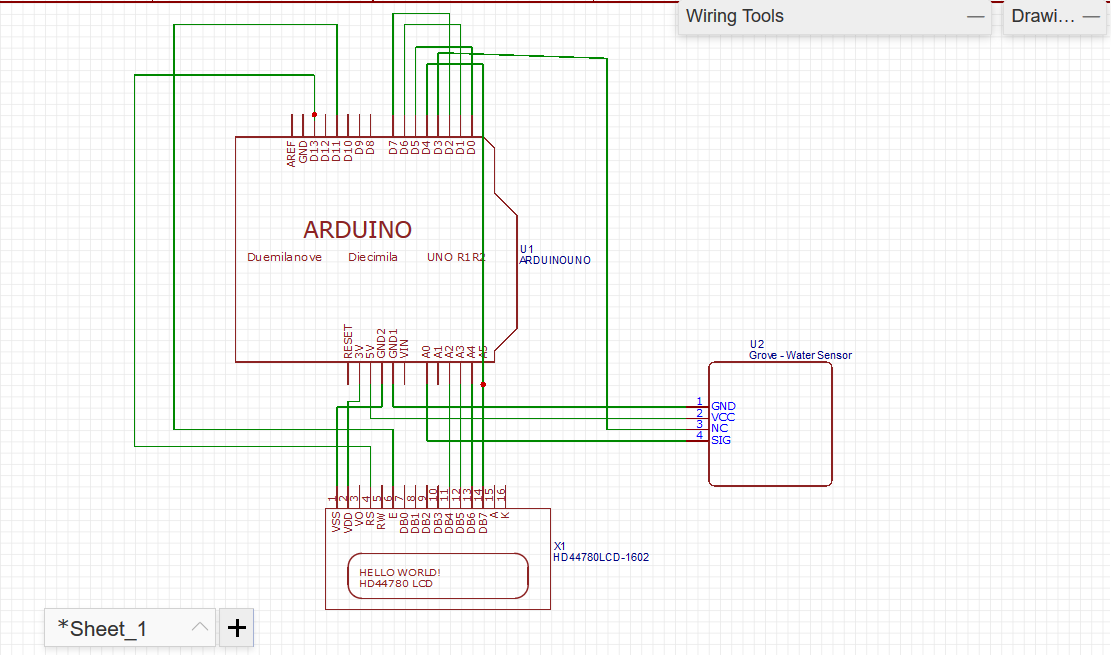 Wiring Tools
Drawi...
AREF
GND
D13
D12
D11
D10
D9
D8
D7
D6
D5
D4
D3
D2
D1
D0
ARDUINO
Duemilanove Diecimila UNO R1R2
U1
ARDUINOUNO
RESET
3V
5V
GND2
GND1
VIN
A0
A1
A2
A3
A4
A5
U2
Grove - Water Sensor
1 GND
2 VCC
3 NC
4 SIG
1 2 3 4 5 6 7 8 9 10 11 12 13 14 15 16
VSS
VDD
VO
RS
RW
E
DB0
DB1
DB2
DB3
DB4
DB5
DB6
DB7
A
K
X1
HD44780LCD-1602
HELLO WORLD!
HD44780 LCD
*Sheet_1